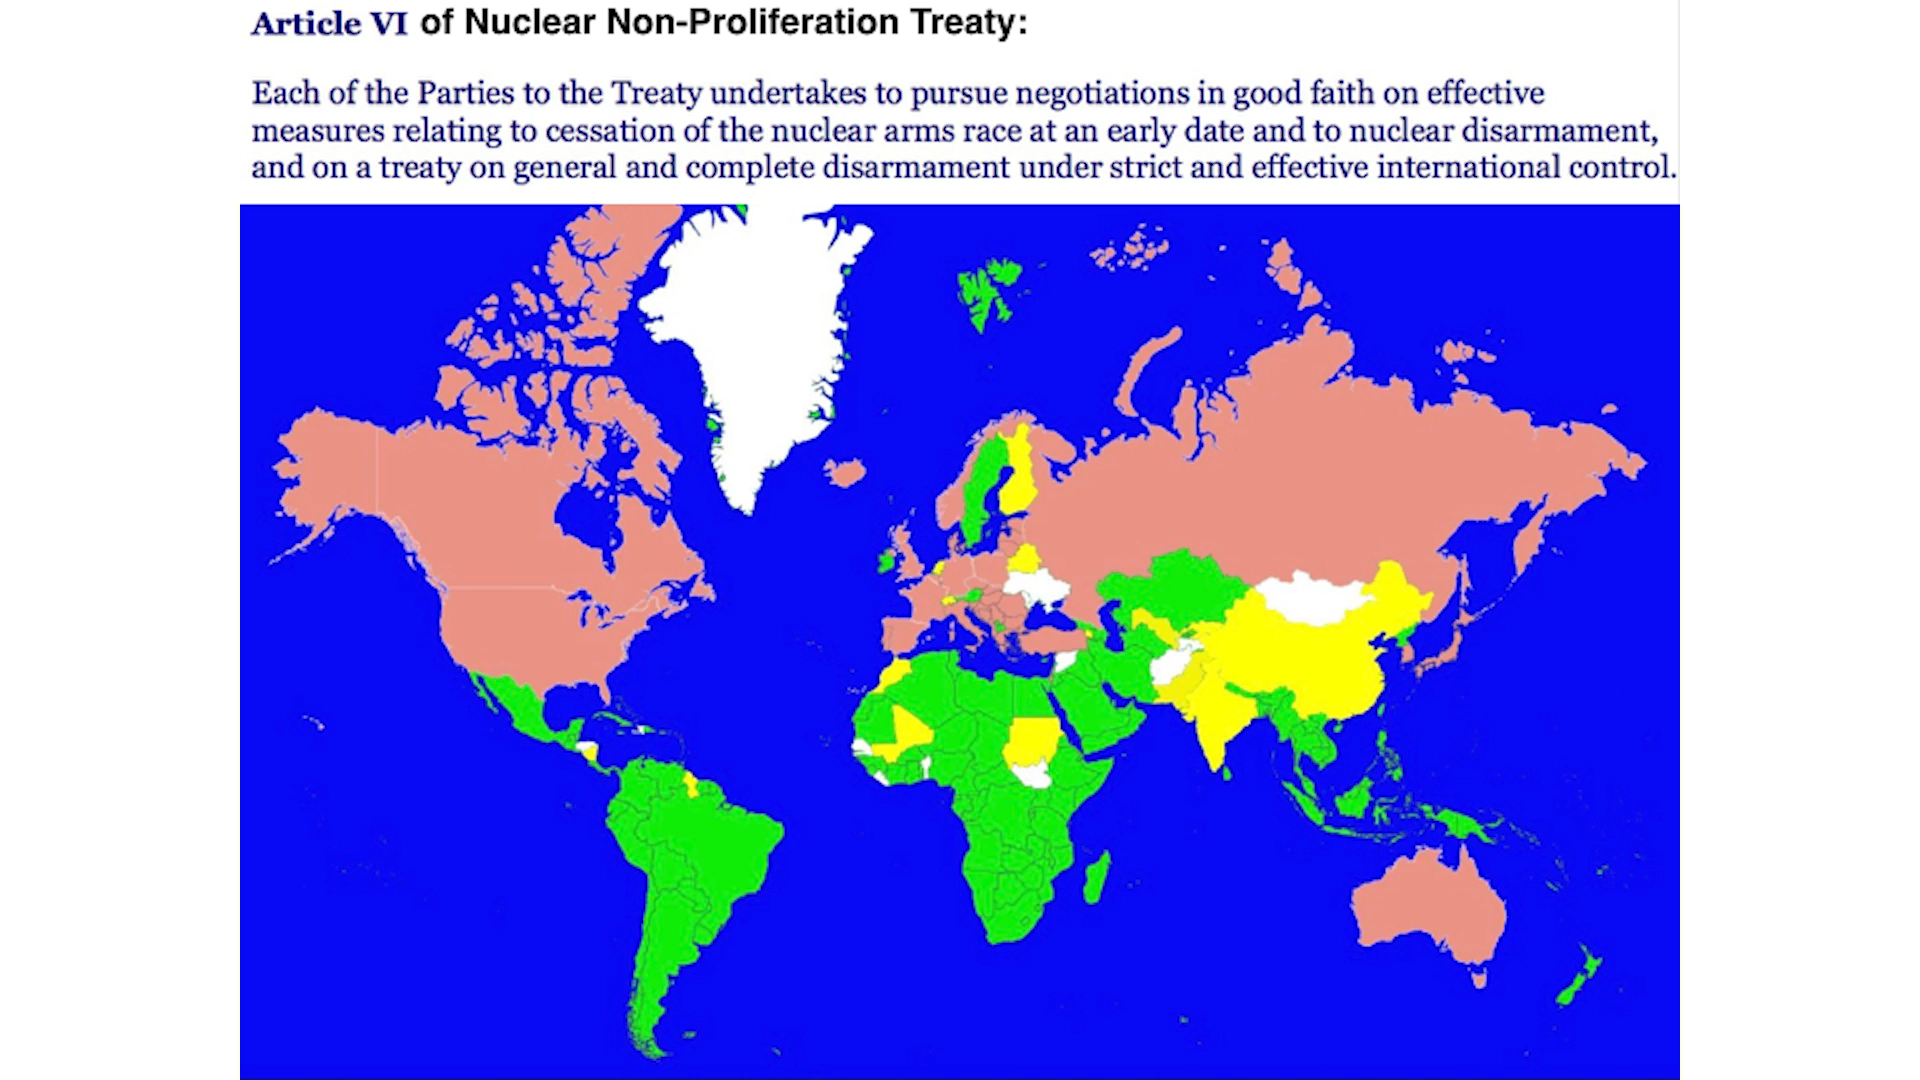 Article VI of Nuclear Non-Proliferation Treaty:
Each of the Parties to the Treaty undertakes to pursue negotiations in good faith on effective
measures relating to cessation of the nuclear arms race at an early date and to nuclear disarmament,
and on a treaty on general and complete disarmament under strict and effective international control.